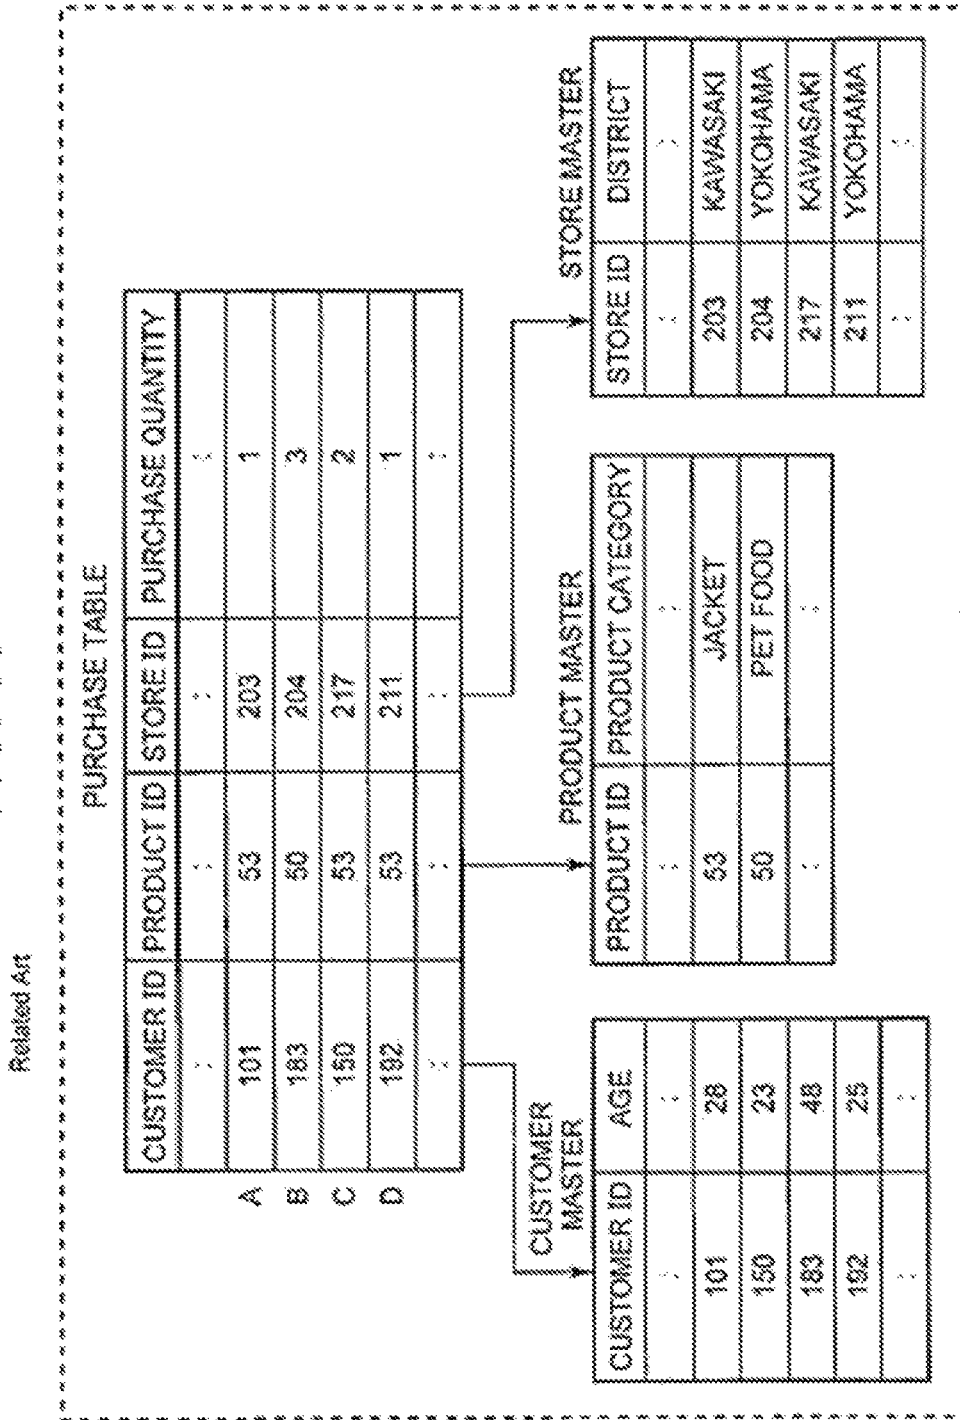 Related Art
PURCHASE TABLE
CUSTOMER ID PRODUCT ID STORE ID PURCHASE QUANTITY
: : : :
A 101 53 203 1
B 183 50 204 3
C 150 53 217 2
D 192 53 211 1
: : : :
CUSTOMER MASTER
CUSTOMER ID AGE
: :
101 28
150 23
183 48
192 25
: :
PRODUCT MASTER
PRODUCT ID PRODUCT CATEGORY
: :
53 JACKET
50 PET FOOD
: :
STORE MASTER
STORE ID DISTRICT
: :
203 KAWASAKI
204 YOKOHAMA
217 KAWASAKI
211 YOKOHAMA
: :